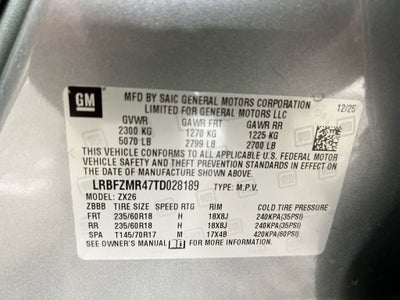 GM
MFD BY SAIC GENERAL MOTORS CORPORATION
LIMITED FOR GENERAL MOTORS LLC
12/25
GVWR GAWR FRT GAWR RR
2300 KG 1270 KG 1225 KG
5070 LB 2799 LB 2700 LB
THIS VEHICLE CONFORMS TO ALL APPLICABLE U.S. FEDERAL MOTOR
VEHICLE SAFETY AND THEFT PREVENTION STANDARDS IN EFFECT ON THE
DATE OF MANUFACTURE SHOWN ABOVE.
LRBFZMR47TD028189 TYPE: M.P.V.
MODEL: ZX26
ZBBB TIRE SIZE SPEED RTG RIM COLD TIRE PRESSURE
FRT 235/60R18 H 18X8J 240KPA(35PSI)
RR 235/60R18 H 18X8J 240KPA(35PSI)
SPA T145/70R17 M 17X4B 420KPA(60PSI)
SEE OWNER'S MANUAL FOR MORE INFORMATION.